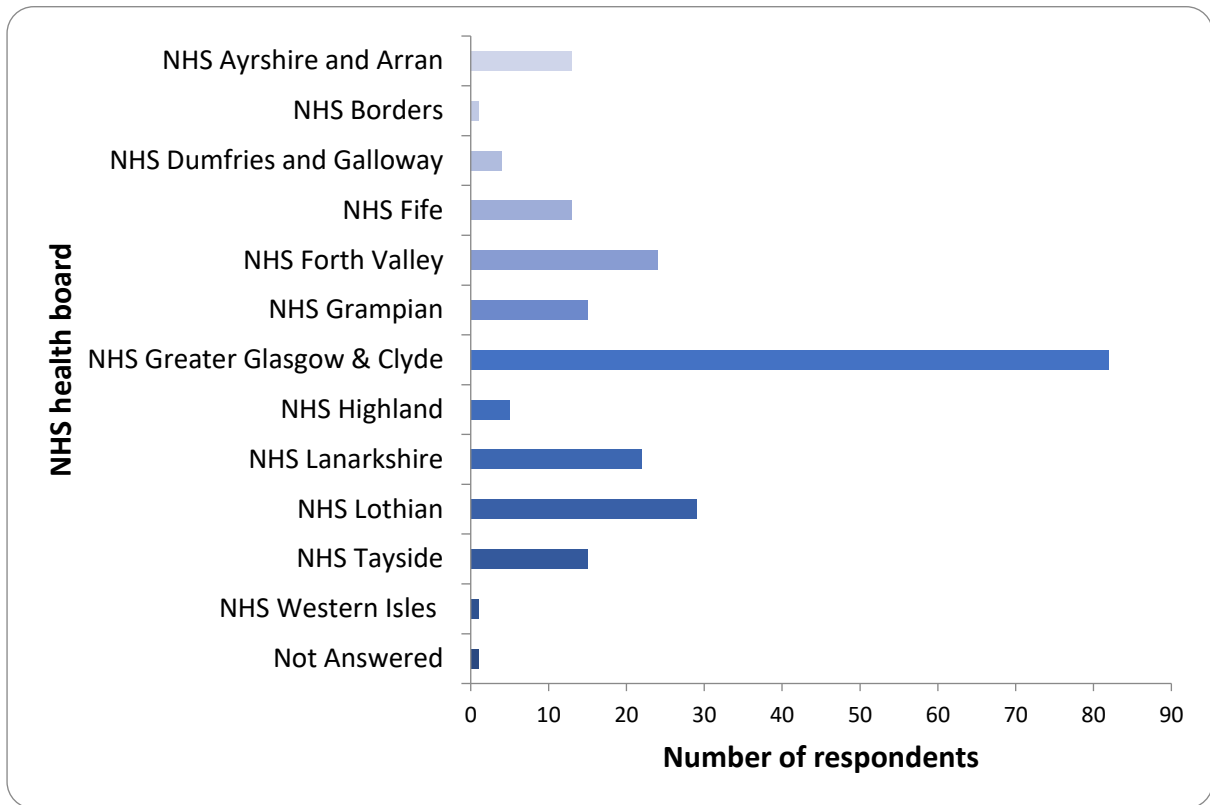 NHS health board
NHS Ayrshire and Arran
NHS Borders
NHS Dumfries and Galloway
NHS Fife
NHS Forth Valley
NHS Grampian
NHS Greater Glasgow & Clyde
NHS Highland
NHS Lanarkshire
NHS Lothian
NHS Tayside
NHS Western Isles
Not Answered
0 10 20 30 40 50 60 70 80 90
Number of respondents